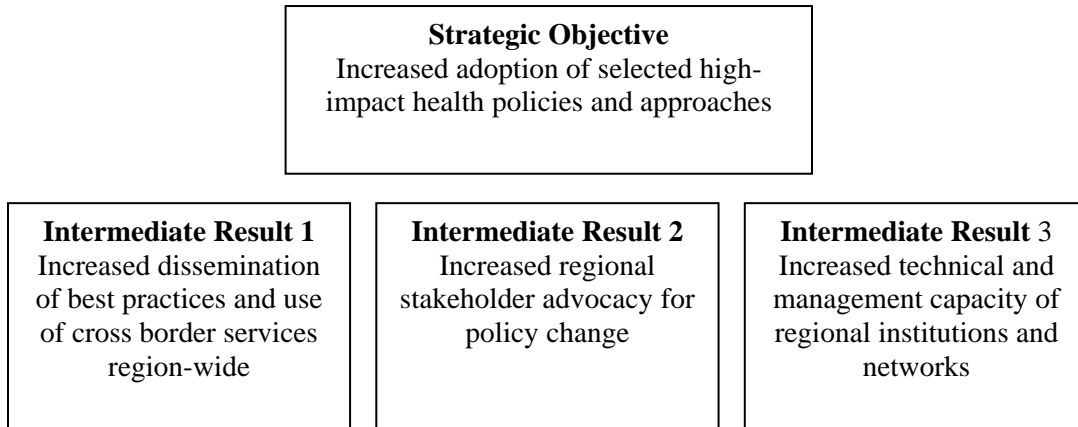 Strategic Objective
Increased adoption of selected high-
impact health policies and approaches
Intermediate Result 1
Increased dissemination
of best practices and use
of cross border services
region-wide
Intermediate Result 2
Increased regional
stakeholder advocacy for
policy change
Intermediate Result 3
Increased technical and
management capacity of
regional institutions and
networks